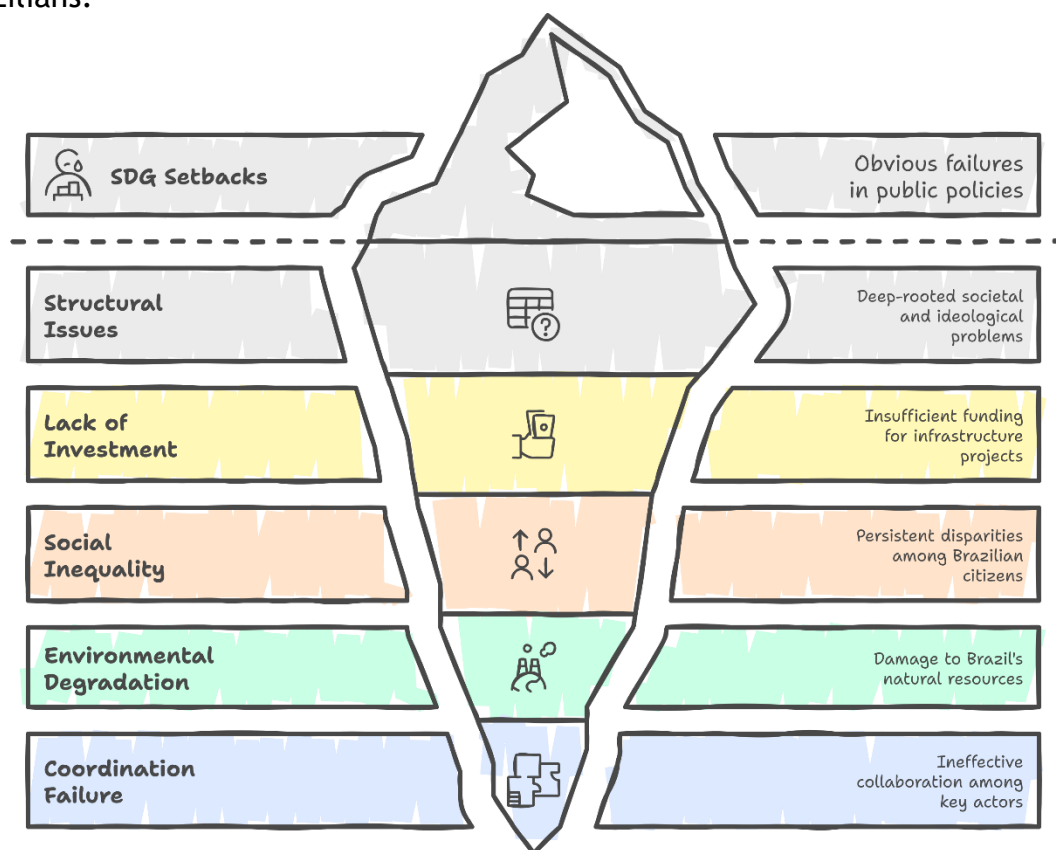 SDG Setbacks
Obvious failures
in public policies
Structural
Issues
?
Deep-rooted societal
and ideological
problems
Lack of
Investment
Insufficient funding
for infrastructure
projects
Social
Inequality
Persistent disparities
among Brazilian
citizens
Environmental
Degradation
Damage to Brazil's
natural resources
Coordination
Failure
Ineffective
collaboration among
key actors